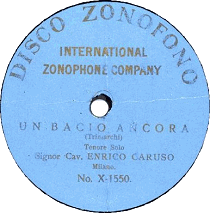 DISCO ZONOFONO
INTERNATIONAL
ZONOPHONE COMPANY
UN BACIO ANCORA
(Trimarchi)
Tenore Solo
Signor Cav. ENRICO CARUSO
Milano.
No. X-1550.